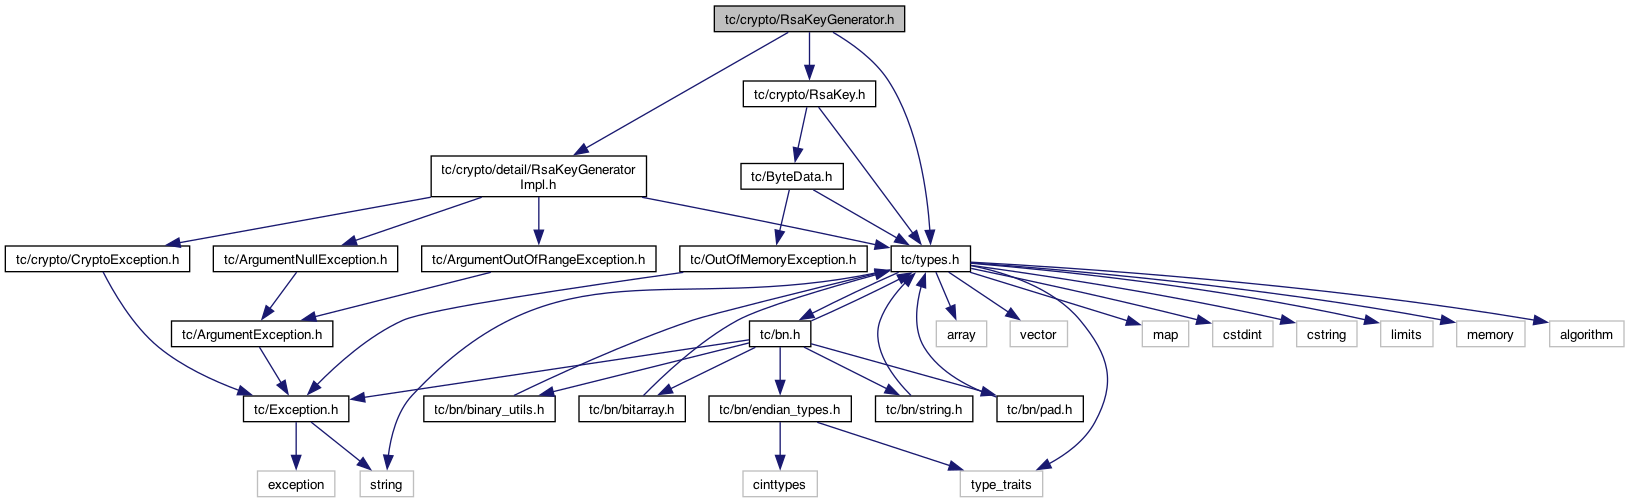 tc/crypto/RsaKeyGenerator.h
tc/crypto/RsaKey.h
tc/crypto/detail/RsaKeyGenerator
Impl.h
tc/ByteData.h
tc/crypto/CryptoException.h
tc/ArgumentNullException.h
tc/ArgumentOutOfRangeException.h
tc/OutOfMemoryException.h
tc/types.h
tc/ArgumentException.h
tc/bn.h
array
vector
map
cstdint
cstring
limits
memory
algorithm
tc/Exception.h
tc/bn/binary_utils.h
tc/bn/bitarray.h
tc/bn/endian_types.h
tc/bn/string.h
tc/bn/pad.h
exception
string
cinttypes
type_traits